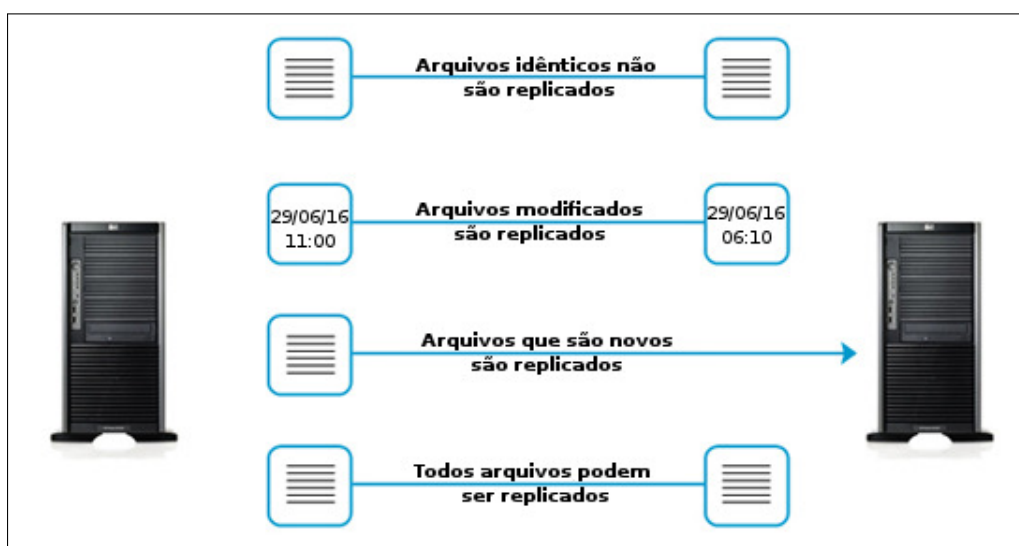 Arquivos idênticos não
são replicados
29/06/16
11:00
Arquivos modificados
são replicados
29/06/16
06:10
Arquivos que são novos
são replicados
Todos arquivos podem
ser replicados